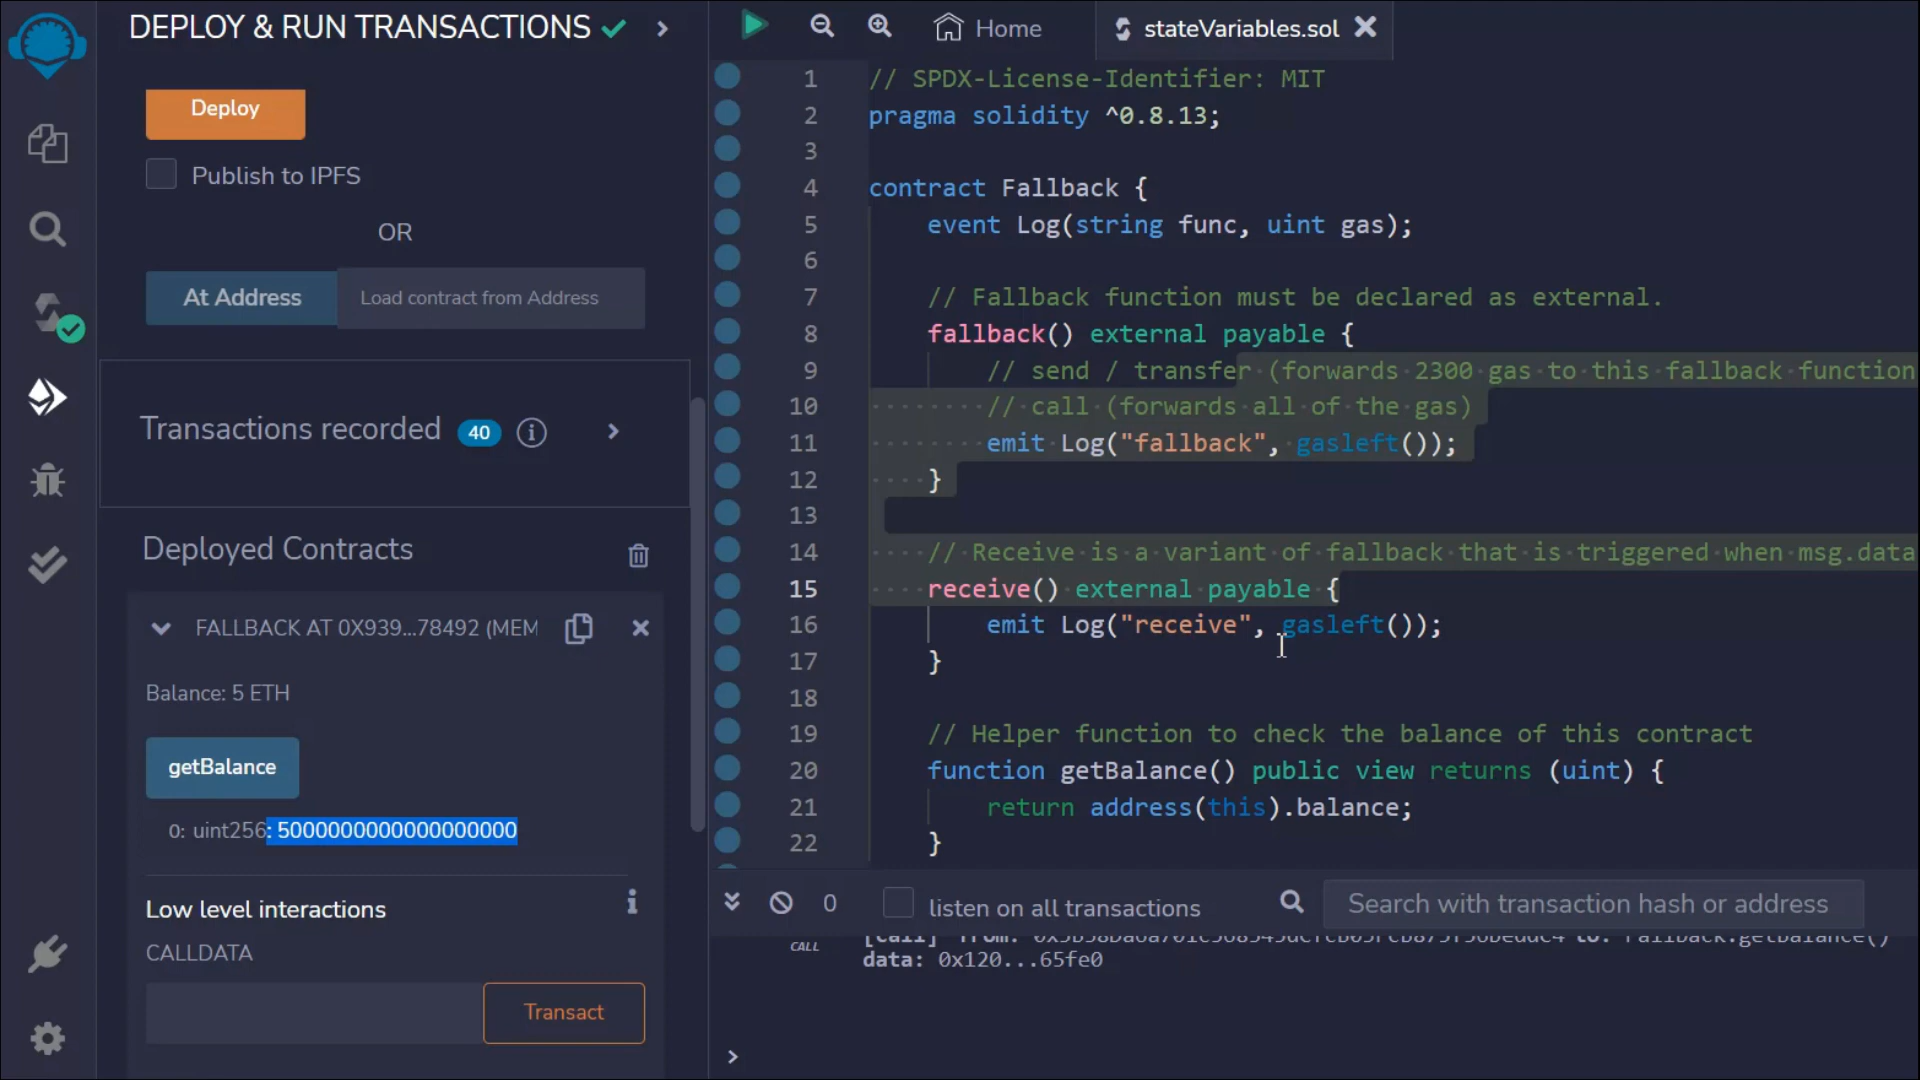 DEPLOY & RUN TRANSACTIONS
Deploy
Publish to IPFS
OR
At Address
Load contract from Address
Transactions recorded 40
Deployed Contracts
FALLBACK AT 0X939...78492 (MEM
Balance: 5 ETH
getBalance
0: uint256: 5000000000000000000
Low level interactions
CALLDATA
Transact
Home
stateVariables.sol
1 // SPDX-License-Identifier: MIT
2 pragma solidity ^0.8.13;
3
4 contract Fallback {
5 event Log(string func, uint gas);
6
7 // Fallback function must be declared as external.
8 fallback() external payable {
9 // send / transfer (forwards 2300 gas to this fallback function
10 // call (forwards all of the gas)
11 emit Log("fallback", gasleft());
12 }
13
14 // Receive is a variant of fallback that is triggered when msg.data
15 receive() external payable {
16 emit Log("receive", gasleft());
17 }
18
19 // Helper function to check the balance of this contract
20 function getBalance() public view returns (uint) {
21 return address(this).balance;
22 }
0
listen on all transactions
Search with transaction hash or address
CALL
[call] from: to: Fallback.getBalance()
data: 0x120...65fe0
>